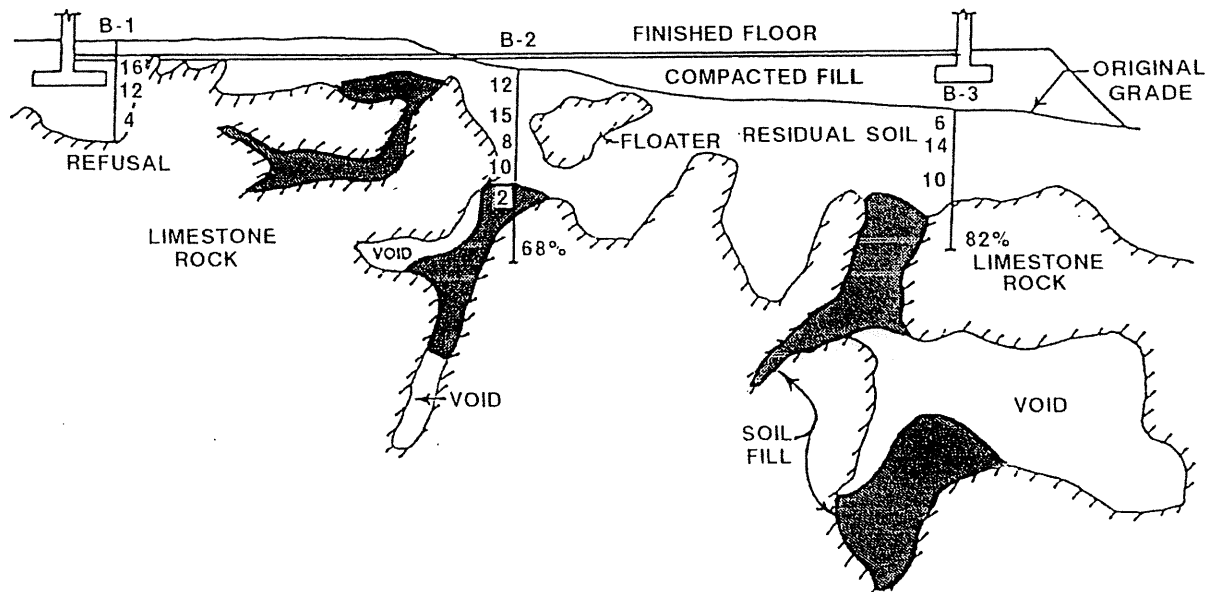 B-1
B-2
FINISHED FLOOR
COMPACTED FILL
ORIGINAL
GRADE
B-3
16
12
4
12
15
8
10
2
68%
6
14
10
82%
REFUSAL
FLOATER
RESIDUAL SOIL
LIMESTONE
ROCK
VOID
LIMESTONE
ROCK
VOID
VOID
SOIL
FILL